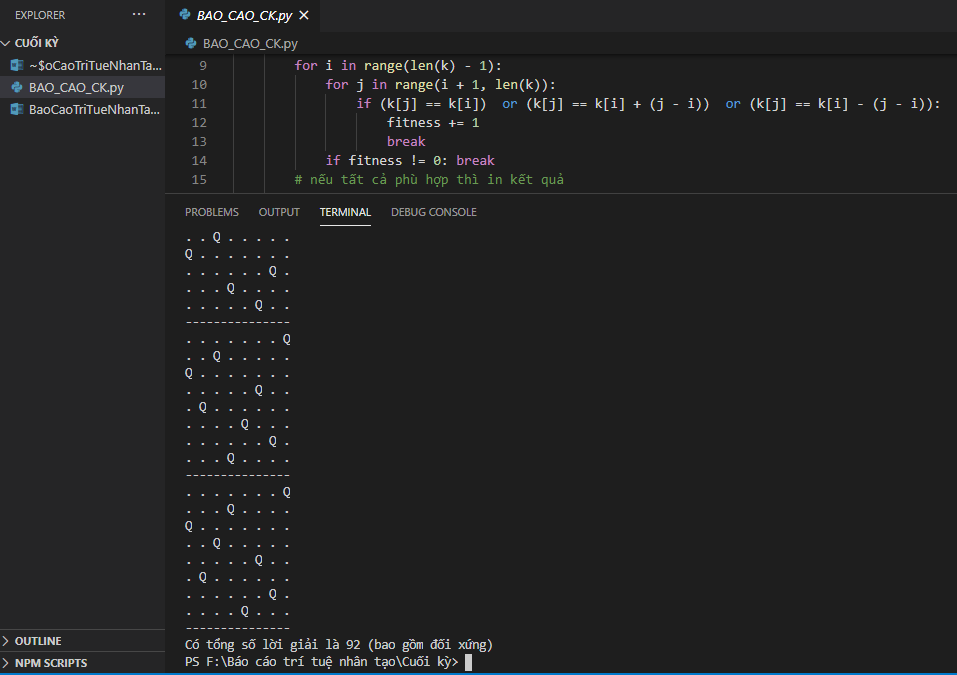 EXPLORER ...
CUỐI KỲ
~$oCaoTriTueNhanTa...
BAO_CAO_CK.py
BaoCaoTriTueNhanTa...
OUTLINE
NPM SCRIPTS
BAO_CAO_CK.py
BAO_CAO_CK.py
9 for i in range(len(k) - 1):
10 for j in range(i + 1, len(k)):
11 if (k[j] == k[i]) or (k[j] == k[i] + (j - i)) or (k[j] == k[i] - (j - i)):
12 fitness += 1
13 break
14 if fitness != 0: break
15 # nếu tất cả phù hợp thì in kết quả
PROBLEMS OUTPUT TERMINAL DEBUG CONSOLE
. . Q . . . . .
Q . . . . . . .
. . . . . . Q .
. . . Q . . . .
. . . . . Q . .
---------------
. . . . . . . Q
. . Q . . . . .
Q . . . . . . .
. . . . . Q . .
. Q . . . . . .
. . . . Q . . .
. . . . . . Q .
. . . Q . . . .
---------------
. . . . . . . Q
. . . Q . . . .
Q . . . . . . .
. . Q . . . . .
. . . . . Q . .
. Q . . . . . .
. . . . . . Q .
. . . . Q . . .
---------------
Có tổng số lời giải là 92 (bao gồm đối xứng)
PS F:\Báo cáo trí tuệ nhân tạo\Cuối kỳ>